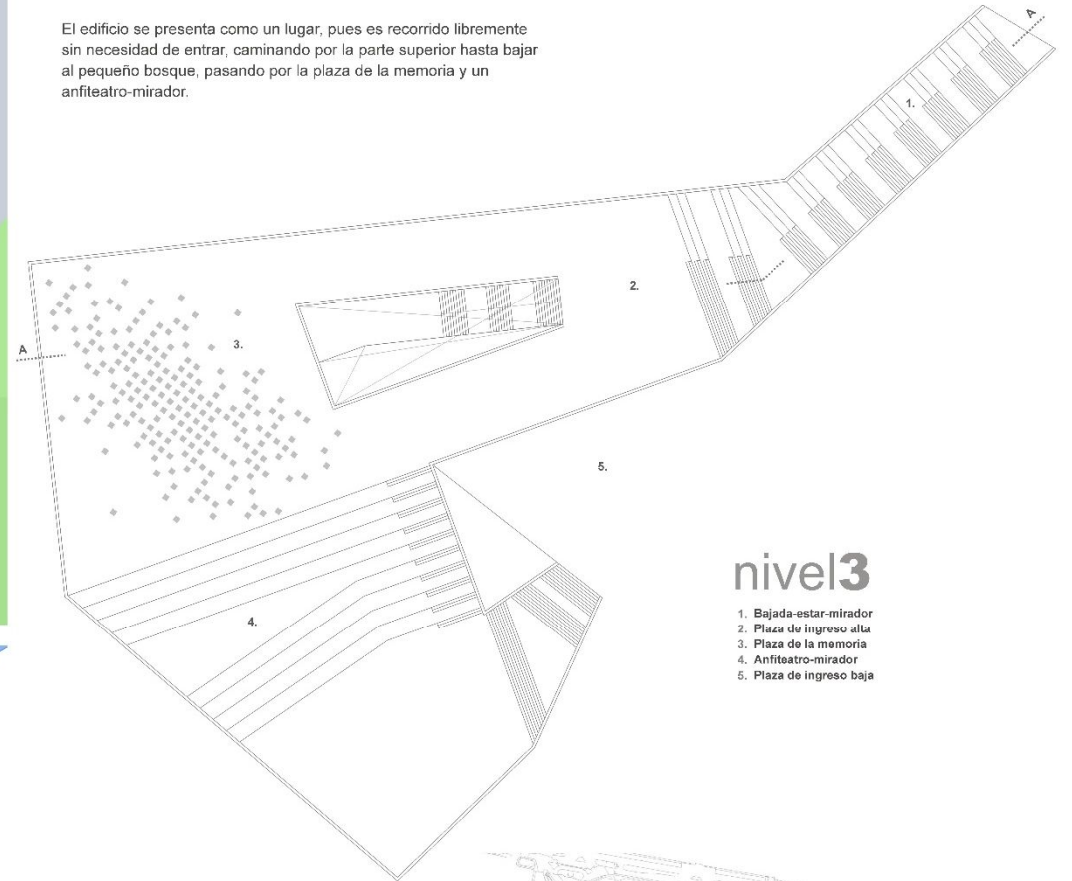 El edificio se presenta como un lugar, pues es recorrido libremente
sin necesidad de entrar, caminando por la parte superior hasta bajar
al pequeño bosque, pasando por la plaza de la memoria y un
anfiteatro-mirador.
A
1.
2.
3.
A
5.
4.
nivel3
1. Bajada-estar-mirador
2. Plaza de ingreso alta
3. Plaza de la memoria
4. Anfiteatro-mirador
5. Plaza de ingreso baja